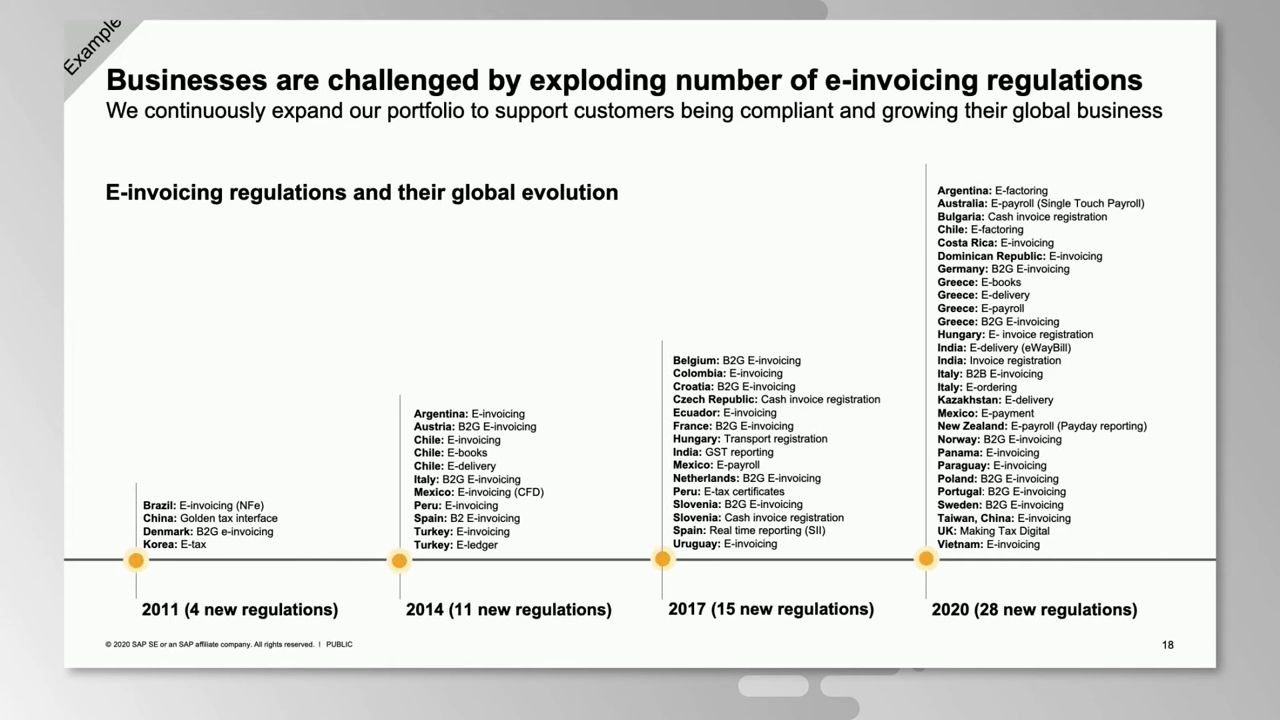 Example
Businesses are challenged by exploding number of e-invoicing regulations
We continuously expand our portfolio to support customers being compliant and growing their global business
E-invoicing regulations and their global evolution
Brazil: E-invoicing (NFe)
China: Golden tax interface
Denmark: B2G e-invoicing
Korea: E-tax
2011 (4 new regulations)
Argentina: E-invoicing
Austria: B2G E-invoicing
Chile: E-invoicing
Chile: E-books
Chile: E-delivery
Italy: B2G E-invoicing
Mexico: E-invoicing (CFD)
Peru: E-invoicing
Spain: B2 E-invoicing
Turkey: E-invoicing
Turkey: E-ledger
2014 (11 new regulations)
Belgium: B2G E-invoicing
Colombia: E-invoicing
Croatia: B2G E-invoicing
Czech Republic: Cash invoice registration
Ecuador: E-invoicing
France: B2G E-invoicing
Hungary: Transport registration
India: GST reporting
Mexico: E-payroll
Netherlands: B2G E-invoicing
Peru: E-tax certificates
Slovenia: B2G E-invoicing
Slovenia: Cash invoice registration
Spain: Real time reporting (SII)
Uruguay: E-invoicing
2017 (15 new regulations)
Argentina: E-factoring
Australia: E-payroll (Single Touch Payroll)
Bulgaria: Cash invoice registration
Chile: E-factoring
Costa Rica: E-invoicing
Dominican Republic: E-invoicing
Germany: B2G E-invoicing
Greece: E-books
Greece: E-delivery
Greece: E-payroll
Greece: B2G E-invoicing
Hungary: E- invoice registration
India: E-delivery (eWayBill)
India: Invoice registration
Italy: B2B E-invoicing
Italy: E-ordering
Kazakhstan: E-delivery
Mexico: E-payment
New Zealand: E-payroll (Payday reporting)
Norway: B2G E-invoicing
Panama: E-invoicing
Paraguay: E-invoicing
Poland: B2G E-invoicing
Portugal: B2G E-invoicing
Sweden: B2G E-invoicing
Taiwan, China: E-invoicing
UK: Making Tax Digital
Vietnam: E-invoicing
2020 (28 new regulations)
© 2020 SAP SE or an SAP affiliate company. All rights reserved. I PUBLIC
18